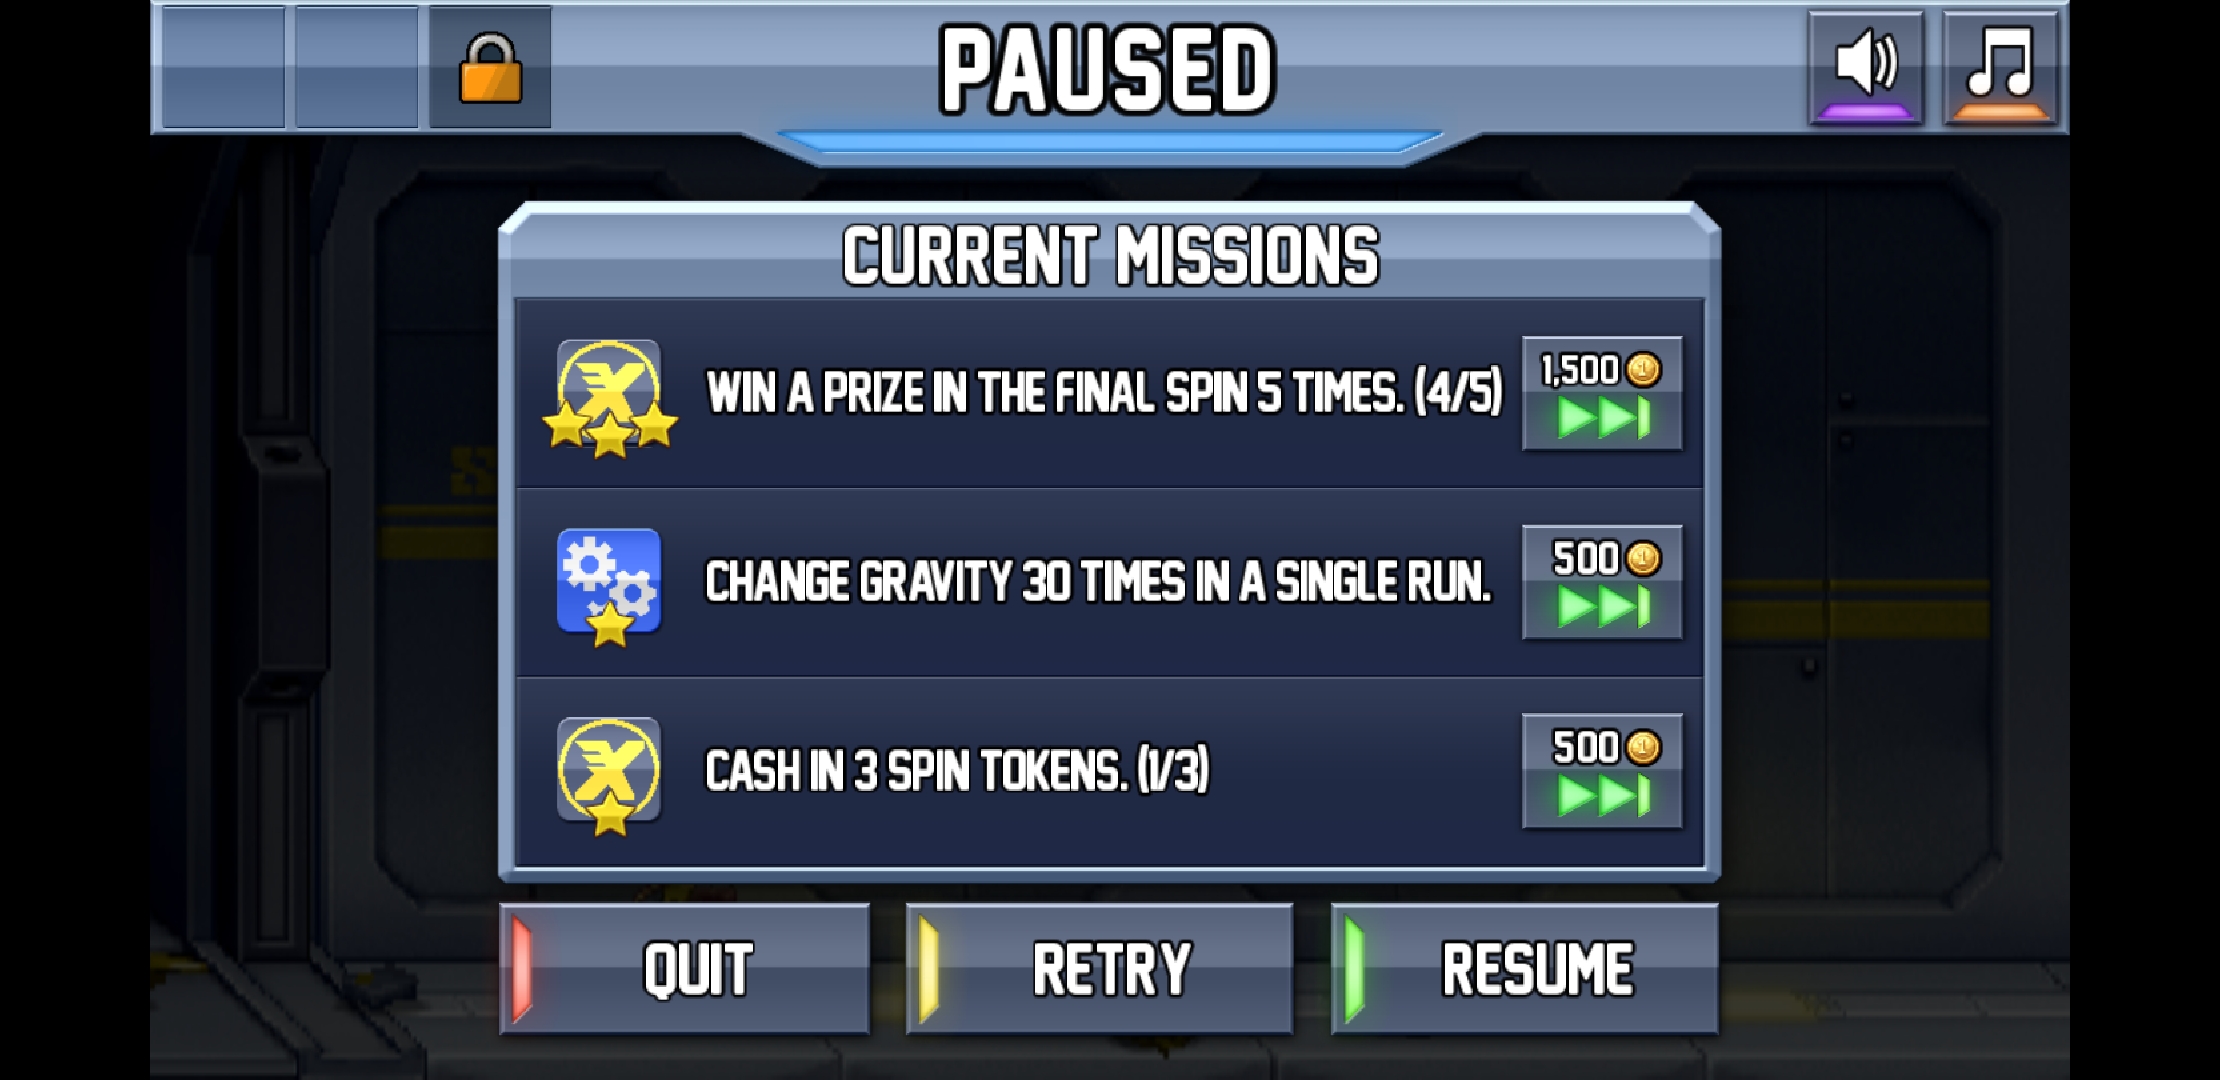 PAUSED
CURRENT MISSIONS
WIN A PRIZE IN THE FINAL SPIN 5 TIMES. (4/5)
1,500
CHANGE GRAVITY 30 TIMES IN A SINGLE RUN.
500
CASH IN 3 SPIN TOKENS. (1/3)
500
QUIT
RETRY
RESUME